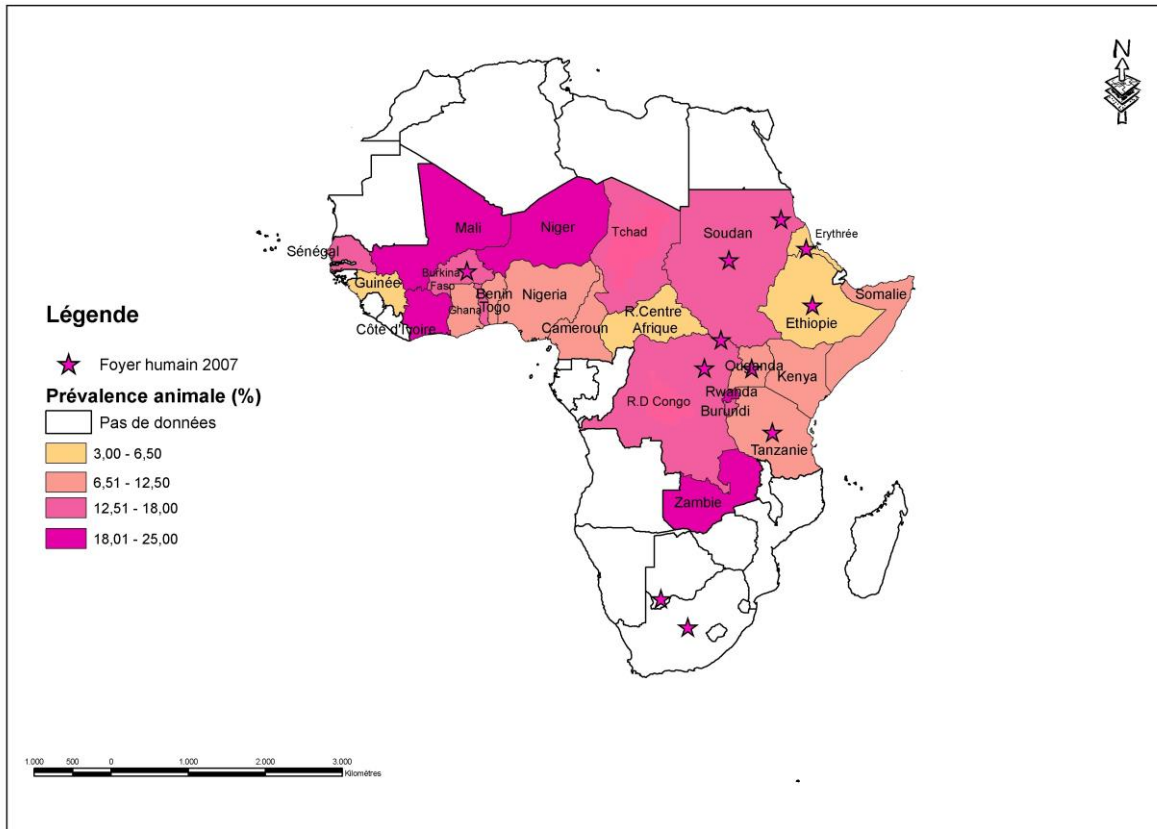 N
Mali
Niger
Tchad
Soudan
Erythrée
Sénégal
Burkina
Faso
Guinée
Benin
Togo
Ghana
Nigeria
Côte d'Ivoire
Cameroun
R.Centre
Afrique
Ethiopie
Somalie
Ouganda
Kenya
Rwanda
Burundi
R.D Congo
Tanzanie
Zambie
Légende
Foyer humain 2007
Prévalence animale (%)
Pas de données
3,00 - 6,50
6,51 - 12,50
12,51 - 18,00
18,01 - 25,00
1.000 500 0 1.000 2.000 3.000
Kilomètres